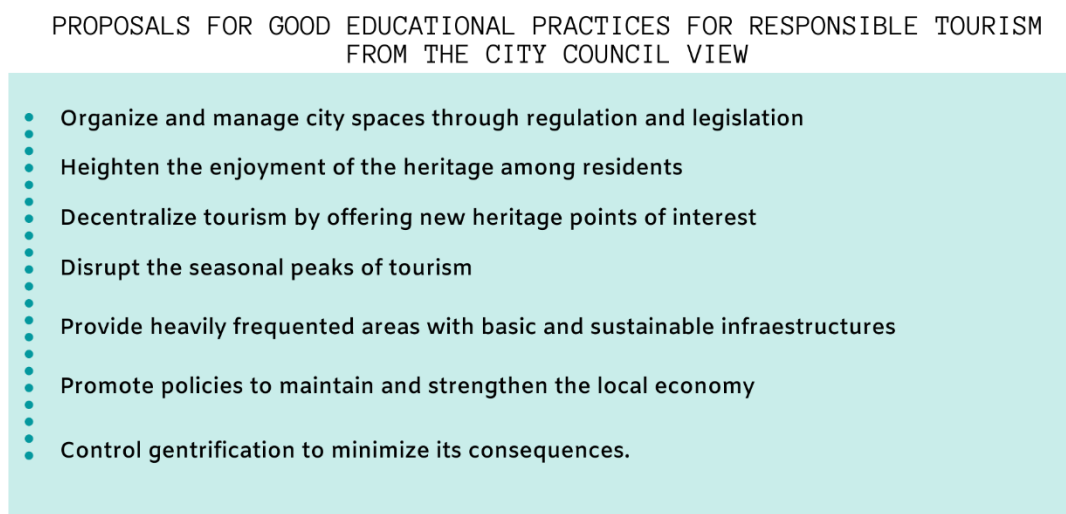 PROPOSALS FOR GOOD EDUCATIONAL PRACTICES FOR RESPONSIBLE TOURISM
FROM THE CITY COUNCIL VIEW
Organize and manage city spaces through regulation and legislation
Heighten the enjoyment of the heritage among residents
Decentralize tourism by offering new heritage points of interest
Disrupt the seasonal peaks of tourism
Provide heavily frequented areas with basic and sustainable infraestructures
Promote policies to maintain and strengthen the local economy
Control gentrification to minimize its consequences.